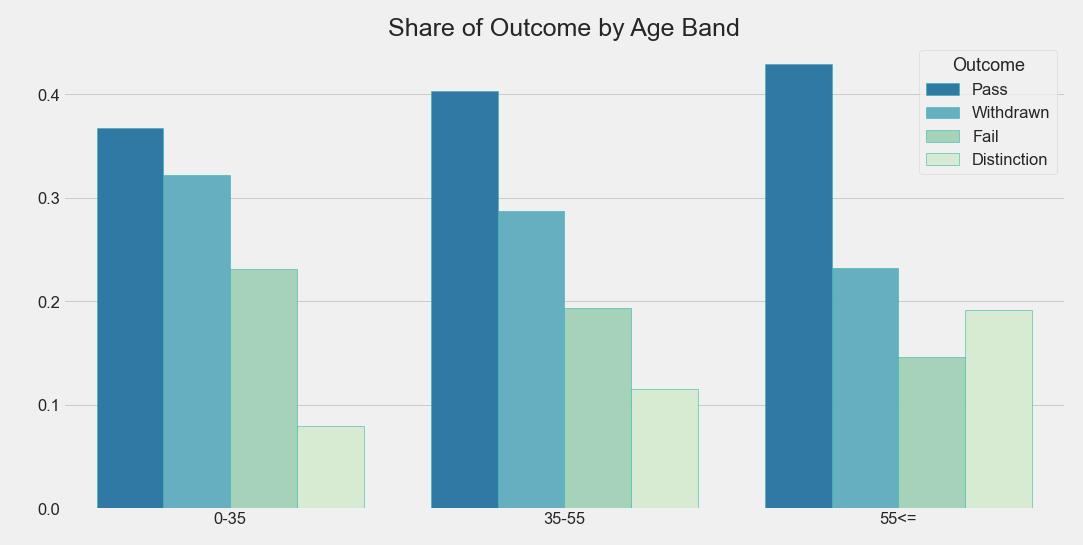 Share of Outcome by Age Band
Outcome
Pass
Withdrawn
Fail
Distinction
0.4
0.3
0.2
0.1
0.0
0-35
35-55
55<=